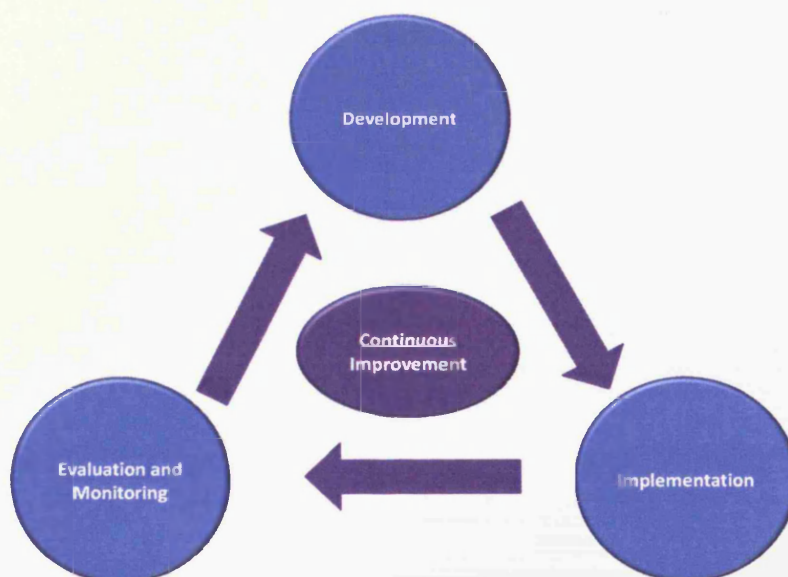 Development
Continuous
Improvement
Evaluation and
Monitoring
Implementation